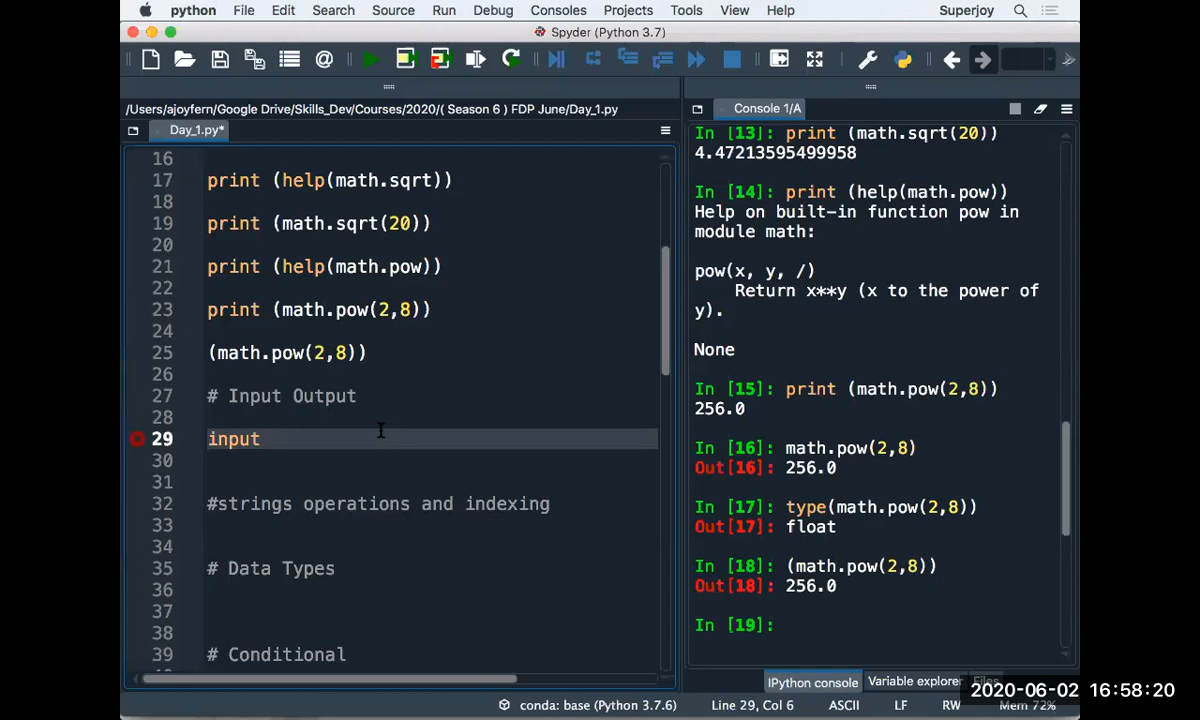 python File Edit Search Source Run Debug Consoles Projects Tools View Help Superjoy
Spyder (Python 3.7)
/Users/ajoyfern/Google Drive/Skills_Dev/Courses/2020/( Season 6 ) FDP June/Day_1.py
Day_1.py*
16
17 print (help(math.sqrt))
18
19 print (math.sqrt(20))
20
21 print (help(math.pow))
22
23 print (math.pow(2,8))
24
25 (math.pow(2,8))
26
27 # Input Output
28
29 input
30
31
32 #strings operations and indexing
33
34
35 # Data Types
36
37
38
39 # Conditional
Console 1/A
In [13]: print (math.sqrt(20))
4.47213595499958
In [14]: print (help(math.pow))
Help on built-in function pow in
module math:
pow(x, y, /)
Return x**y (x to the power of
y).
None
In [15]: print (math.pow(2,8))
256.0
In [16]: math.pow(2,8)
Out[16]: 256.0
In [17]: type(math.pow(2,8))
Out[17]: float
In [18]: (math.pow(2,8))
Out[18]: 256.0
In [19]:
IPython console Variable explorer Files
2020-06-02 16:58:20
conda: base (Python 3.7.6) Line 29, Col 6 ASCII LF RW Mem 72%